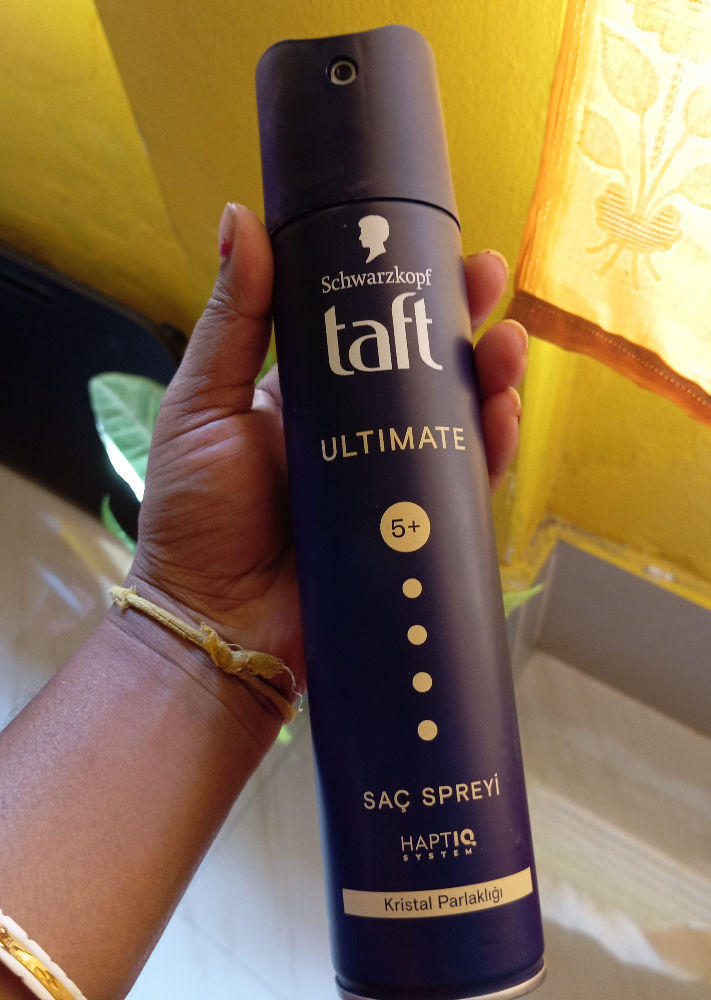 Schwarzkopf
taft
ULTIMATE
5+
SAÇ SPREYİ
HAPTIQ
SYSTEM
Kristal Parlaklığı